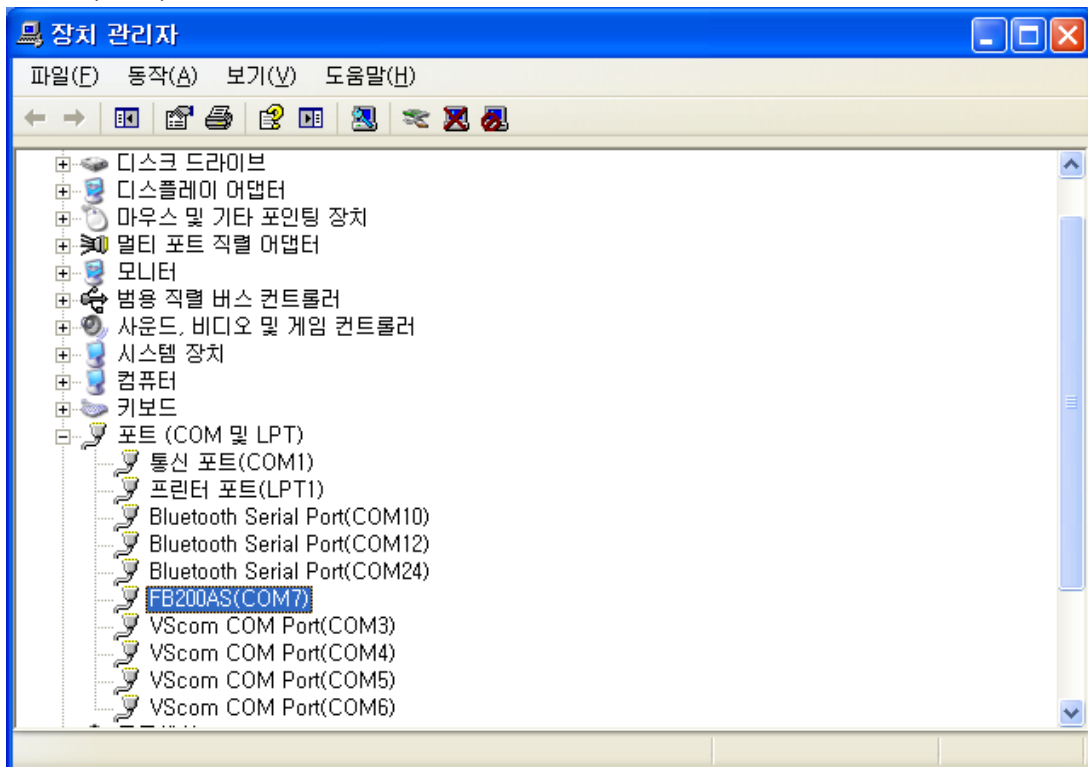 장치 관리자
파일(F) 동작(A) 보기(V) 도움말(H)
디스크 드라이브
디스플레이 어댑터
마우스 및 기타 포인팅 장치
멀티 포트 직렬 어댑터
모니터
범용 직렬 버스 컨트롤러
사운드, 비디오 및 게임 컨트롤러
시스템 장치
컴퓨터
키보드
포트 (COM 및 LPT)
통신 포트(COM1)
프린터 포트(LPT1)
Bluetooth Serial Port(COM10)
Bluetooth Serial Port(COM12)
Bluetooth Serial Port(COM24)
FB200AS(COM7)
VScom COM Port(COM3)
VScom COM Port(COM4)
VScom COM Port(COM5)
VScom COM Port(COM6)